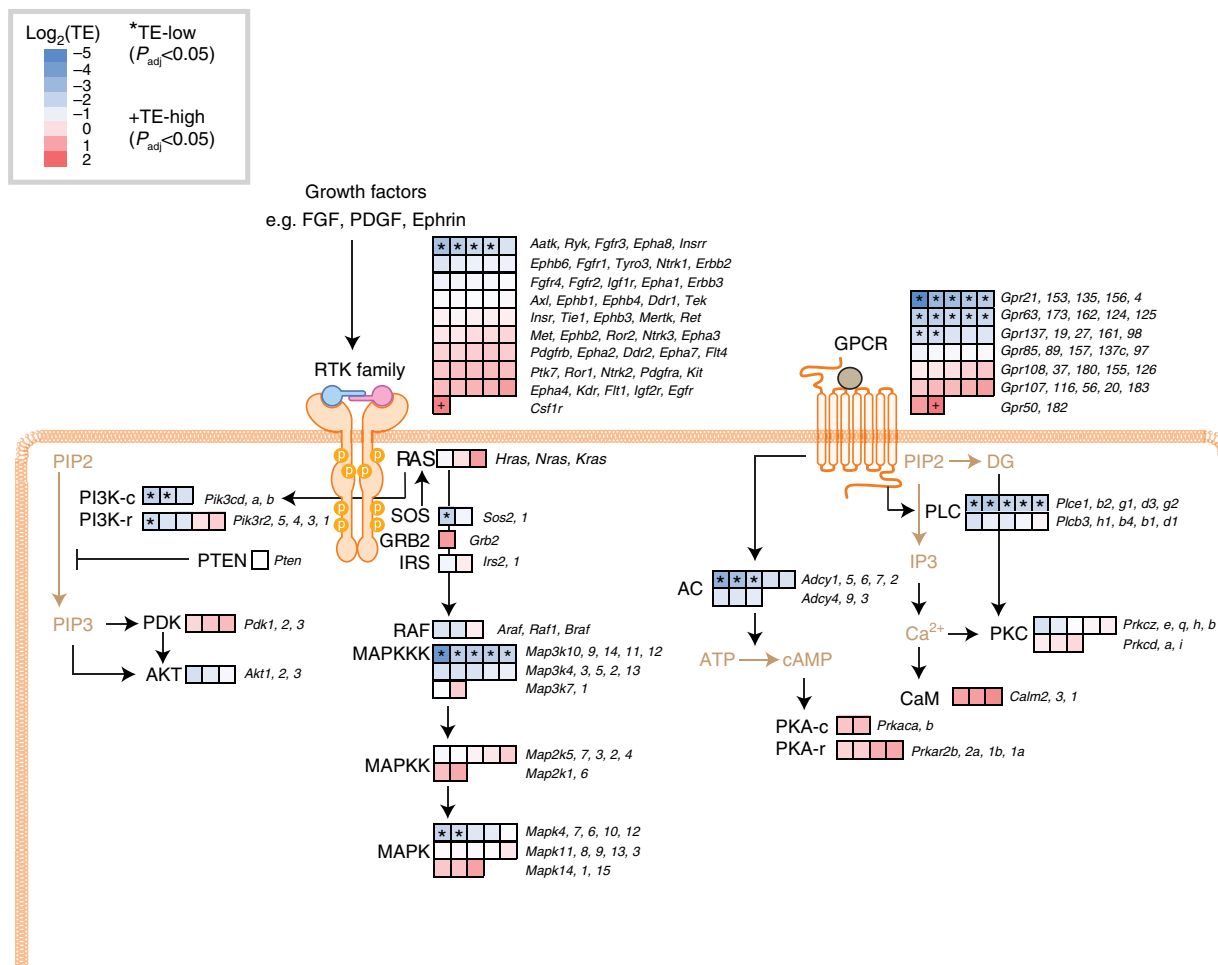 Log2(TE)
*TE-low
(Padj<0.05)
–5
–4
–3
–2
–1
0
1
2
+TE-high
(Padj<0.05)
Growth factors
e.g. FGF, PDGF, Ephrin
RTK family
* * * *
Aatk, Ryk, Fgfr3, Epha8, Insrr
Ephb6, Fgfr1, Tyro3, Ntrk1, Erbb2
Fgfr4, Fgfr2, Igf1r, Epha1, Erbb3
Axl, Ephb1, Ephb4, Ddr1, Tek
Insr, Tie1, Ephb3, Mertk, Ret
Met, Ephb2, Ror2, Ntrk3, Epha3
Pdgfrb, Epha2, Ddr2, Epha7, Flt4
Ptk7, Ror1, Ntrk2, Pdgfra, Kit
Epha4, Kdr, Flt1, Igf2r, Egfr
+
Csf1r
GPCR
* * * * *
Gpr21, 153, 135, 156, 4
* * * * *
Gpr63, 173, 162, 124, 125
* *
Gpr137, 19, 27, 161, 98
Gpr85, 89, 157, 137c, 97
Gpr108, 37, 180, 155, 126
Gpr107, 116, 56, 20, 183
+
Gpr50, 182
p p
p p
p p
p p
p p
PIP2
PI3K-c
* *
Pik3cd, a, b
PI3K-r
*
Pik3r2, 5, 4, 3, 1
PTEN
Pten
PIP3
PDK
Pdk1, 2, 3
AKT
Akt1, 2, 3
RAS
Hras, Nras, Kras
SOS
*
Sos2, 1
GRB2
Grb2
IRS
Irs2, 1
RAF
Araf, Raf1, Braf
MAPKKK
* * * * *
Map3k10, 9, 14, 11, 12
Map3k4, 3, 5, 2, 13
Map3k7, 1
MAPKK
Map2k5, 7, 3, 2, 4
Map2k1, 6
MAPK
* *
Mapk4, 7, 6, 10, 12
Mapk11, 8, 9, 13, 3
Mapk14, 1, 15
PIP2
DG
PLC
* * * * *
Plce1, b2, g1, d3, g2
Plcb3, h1, b4, b1, d1
IP3
AC
* * *
Adcy1, 5, 6, 7, 2
Adcy4, 9, 3
ATP
cAMP
Ca2+
PKC
Prkcz, e, q, h, b
Prkcd, a, i
CaM
Calm2, 3, 1
PKA-c
Prkaca, b
PKA-r
Prkar2b, 2a, 1b, 1a